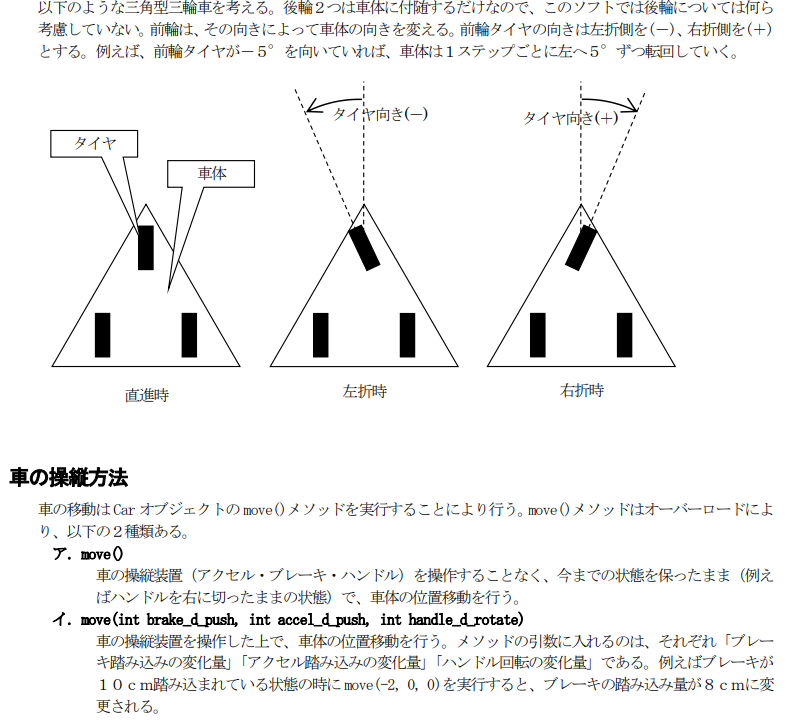 以下のような三角型三輪車を考える。後輪２つは車体に付随するだけなので、このソフトでは後輪については何ら
考慮していない。前輪は、その向きによって車体の向きを変える。前輪タイヤの向きは左折側を(－)、右折側を(＋)
とする。例えば、前輪タイヤが－５°を向いていれば、車体は１ステップごとに左へ５°ずつ転回していく。
タイヤ向き(－)
タイヤ向き(＋)
タイヤ
車体
直進時
左折時
右折時
車の操縦方法
車の移動は Car オブジェクトの move()メソッドを実行することにより行う。move()メソッドはオーバーロードによ
り、以下の２種類ある。
ア．move()
車の操縦装置（アクセル・ブレーキ・ハンドル）を操作することなく、今までの状態を保ったまま（例え
ばハンドルを右に切ったままの状態）で、車体の位置移動を行う。
イ．move(int brake_d_push, int accel_d_push, int handle_d_rotate)
車の操縦装置を操作した上で、車体の位置移動を行う。メソッドの引数に入れるのは、それぞれ「ブレー
キ踏み込みの変化量」「アクセル踏み込みの変化量」「ハンドル回転の変化量」である。例えばブレーキが
１０ｃｍ踏み込まれている状態の時に move(-2, 0, 0)を実行すると、ブレーキの踏み込み量が８ｃｍに変
更される。